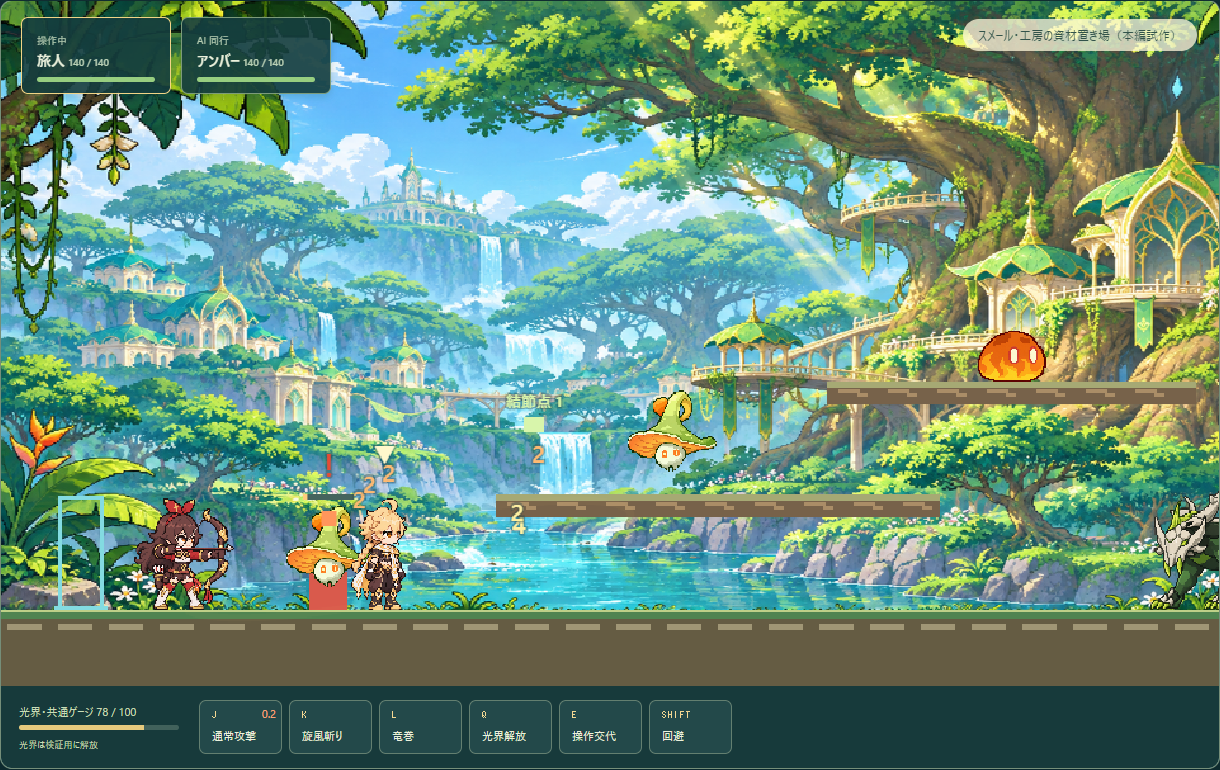 操作中
旅人 140 / 140
AI 同行
アンバー 140 / 140
スメール・工房の資材置き場（本編試作）
結節点 1
!
2
2
2
2
2
4
光界・共通ゲージ 78 / 100
光界は検証用に解放
J 0.2
通常攻撃
K
旋風斬り
L
竜巻
Q
光界解放
E
操作交代
SHIFT
回避